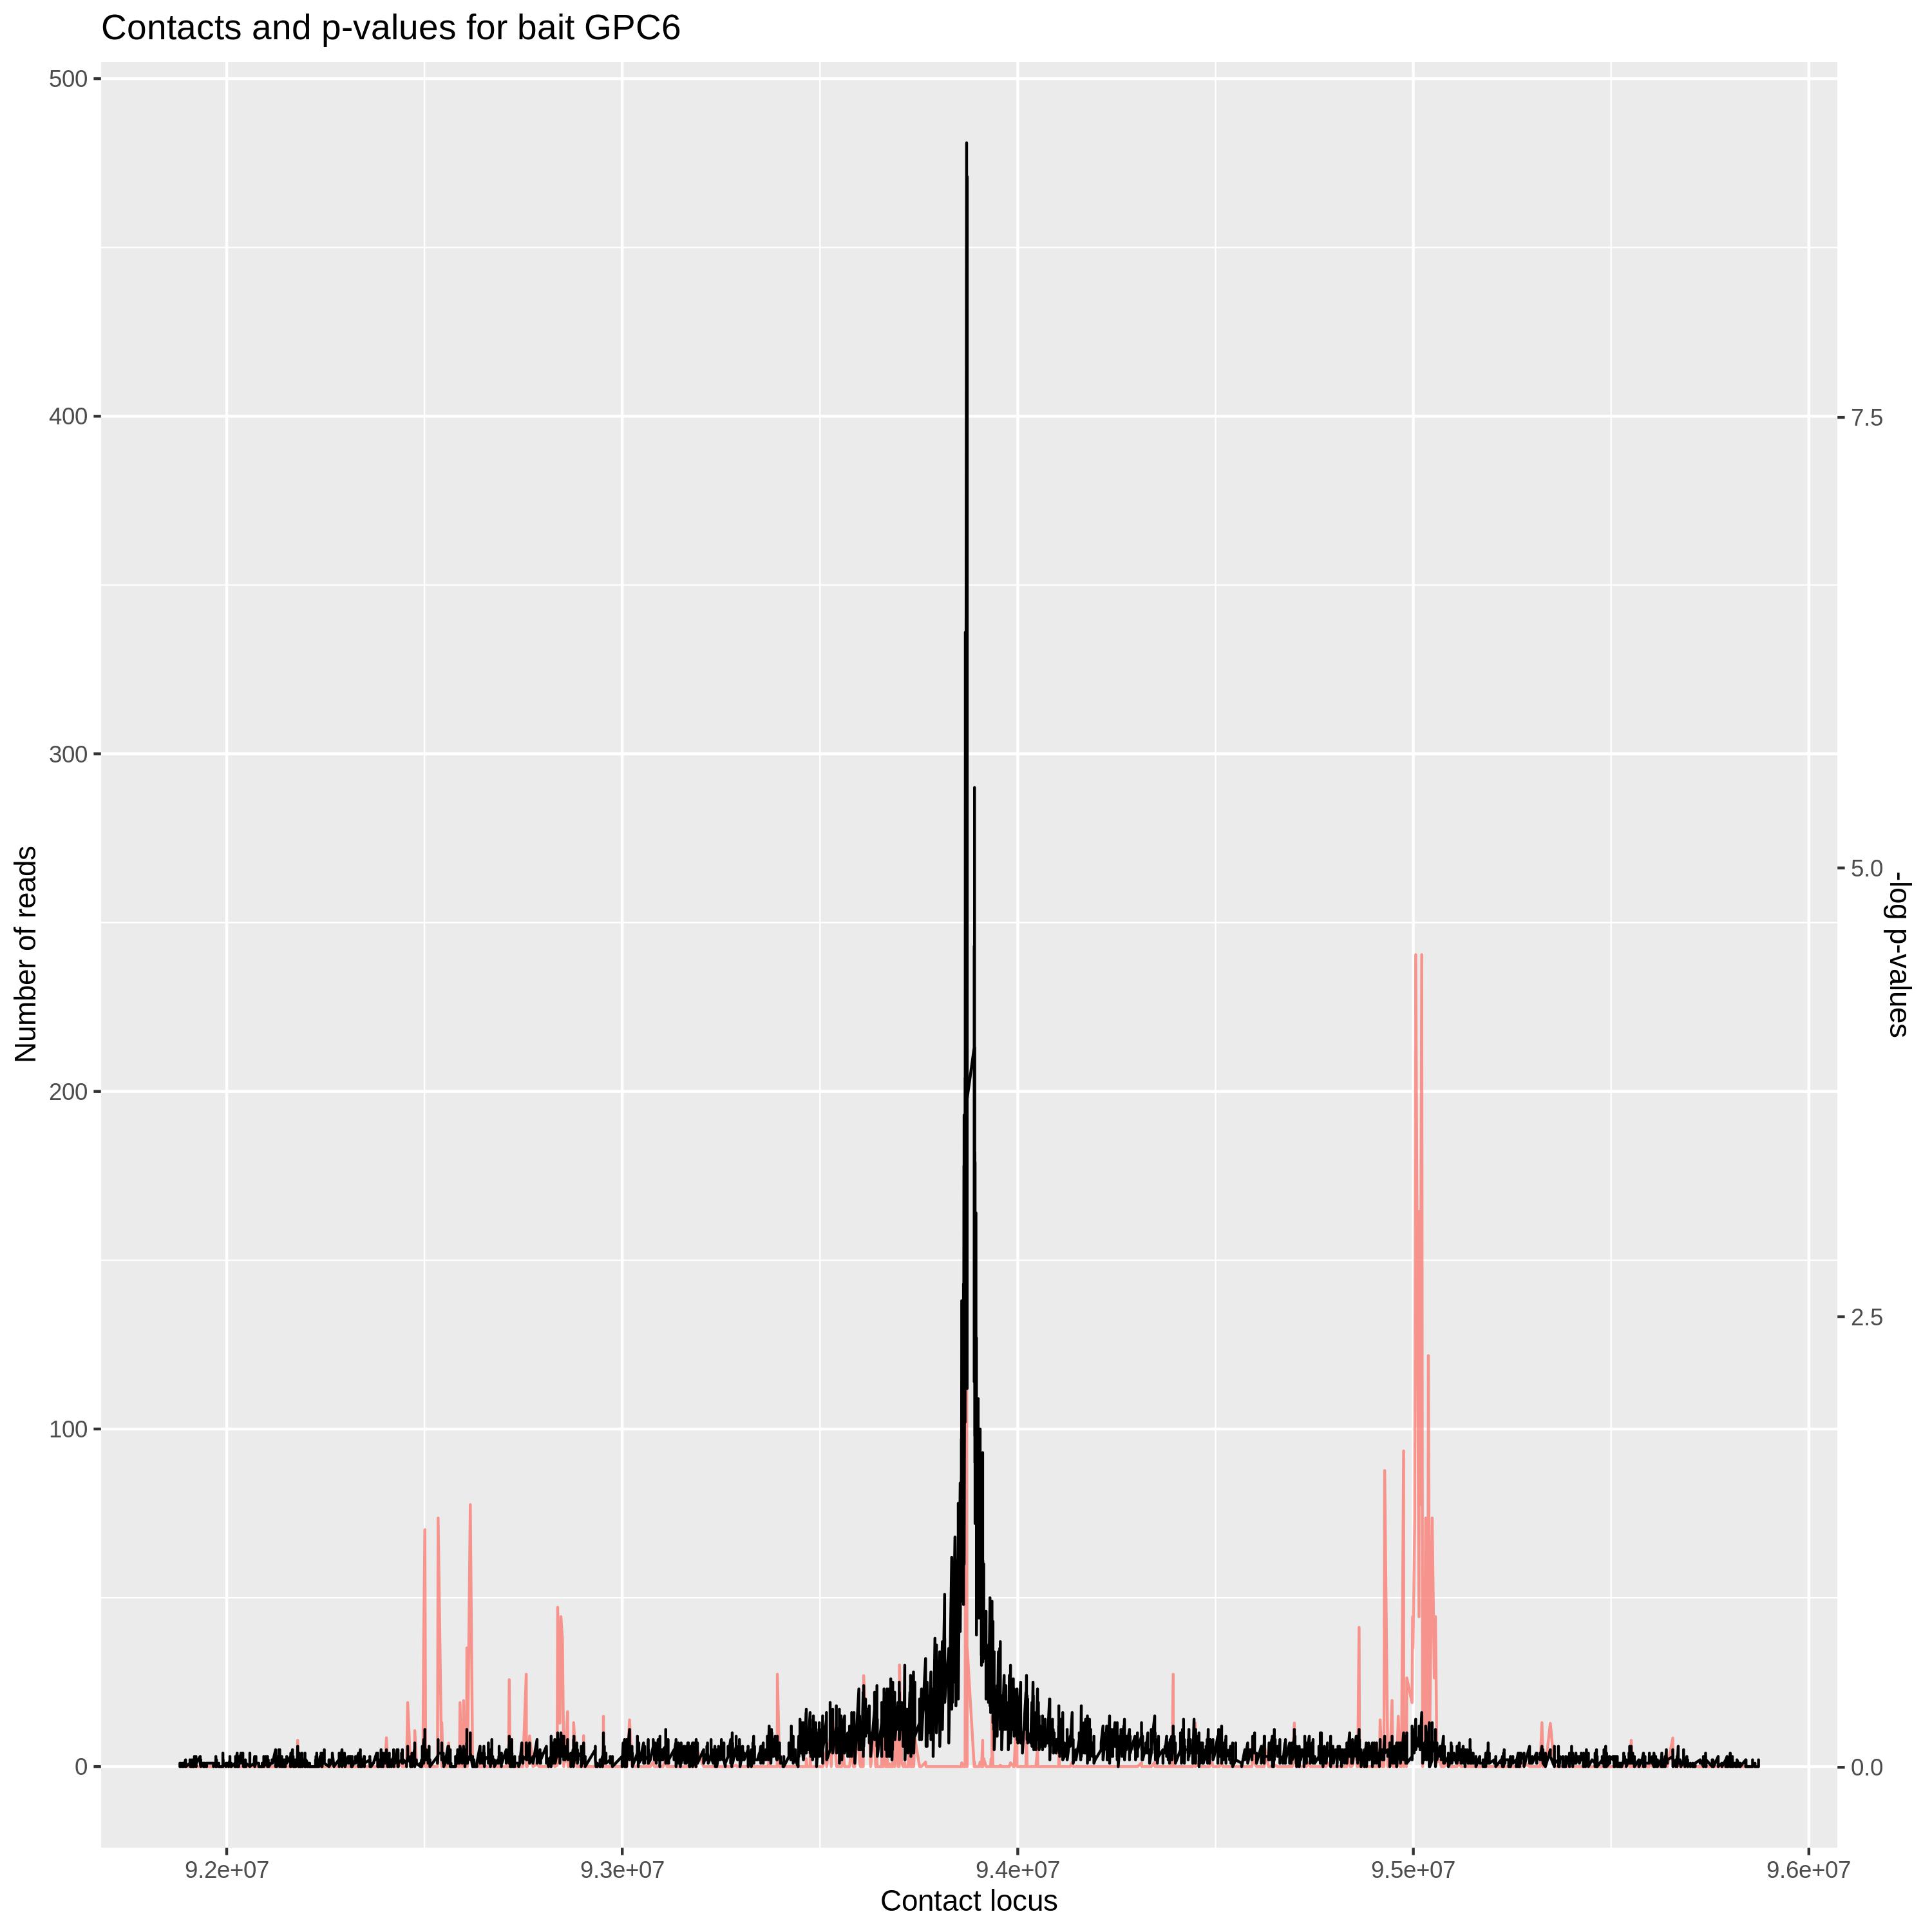 Contacts and p-values for bait GPC6
500
400
300
200
100
0
Number of reads
7.5
5.0
2.5
0.0
-log p-values
9.2e+07
9.3e+07
9.4e+07
9.5e+07
9.6e+07
Contact locus